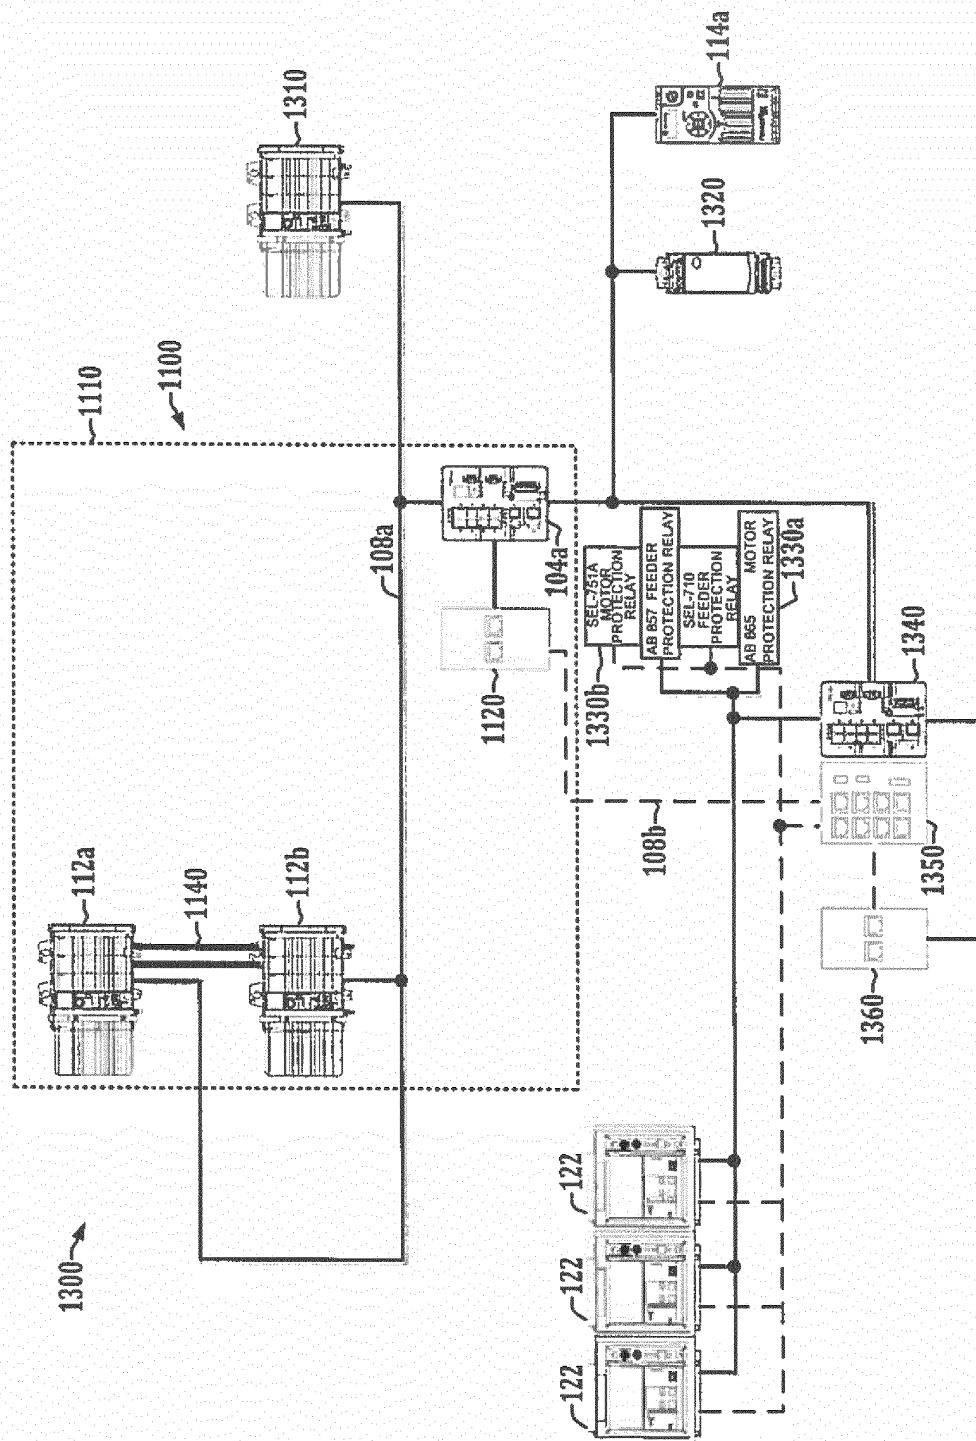 1300
112a
1110
1100
1140
112b
1310
108a
1120
104a
122
122
122
1330b
SEL-751A
MOTOR
PROTECTION
RELAY
AB 857 FEEDER
PROTECTION RELAY
SEL-710
FEEDER
PROTECTION
RELAY
AB 865 MOTOR
PROTECTION RELAY
1330a
108b
1320
114a
1360
1350
1340